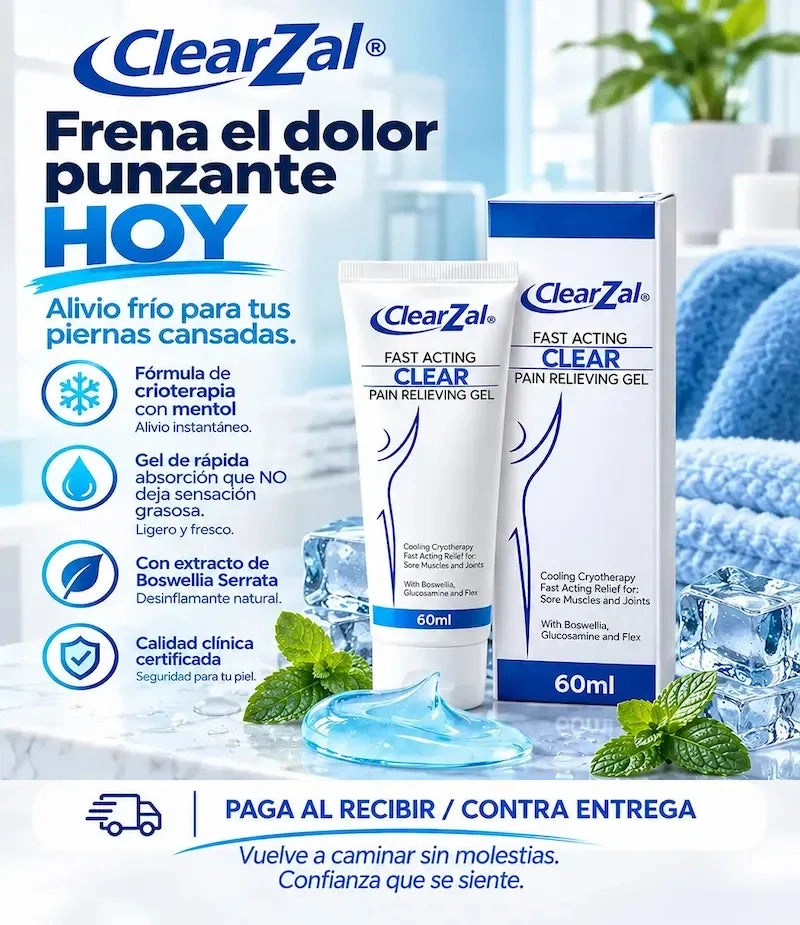 ClearZal®
Frena el dolor
punzante
HOY
Alivio frío para tus
piernas cansadas.
Fórmula de
crioterapia
con mentol
Alivio instantáneo.
Gel de rápida
absorción que NO
deja sensación
grasosa.
Ligero y fresco.
Con extracto de
Boswellia Serrata
Desinflamante natural.
Calidad clínica
certificada
Seguridad para tu piel.
ClearZal®
FAST ACTING
CLEAR
PAIN RELIEVING GEL
Cooling Cryotherapy
Fast Acting Relief for:
Sore Muscles and Joints
With Boswellia,
Glucosamine and Flex
60ml
ClearZal®
FAST ACTING
CLEAR
PAIN RELIEVING GEL
Cooling Cryotherapy
Fast Acting Relief for:
Sore Muscles and Joints
With Boswellia,
Glucosamine and Flex
60ml
PAGA AL RECIBIR / CONTRA ENTREGA
Vuelve a caminar sin molestias.
Confianza que se siente.